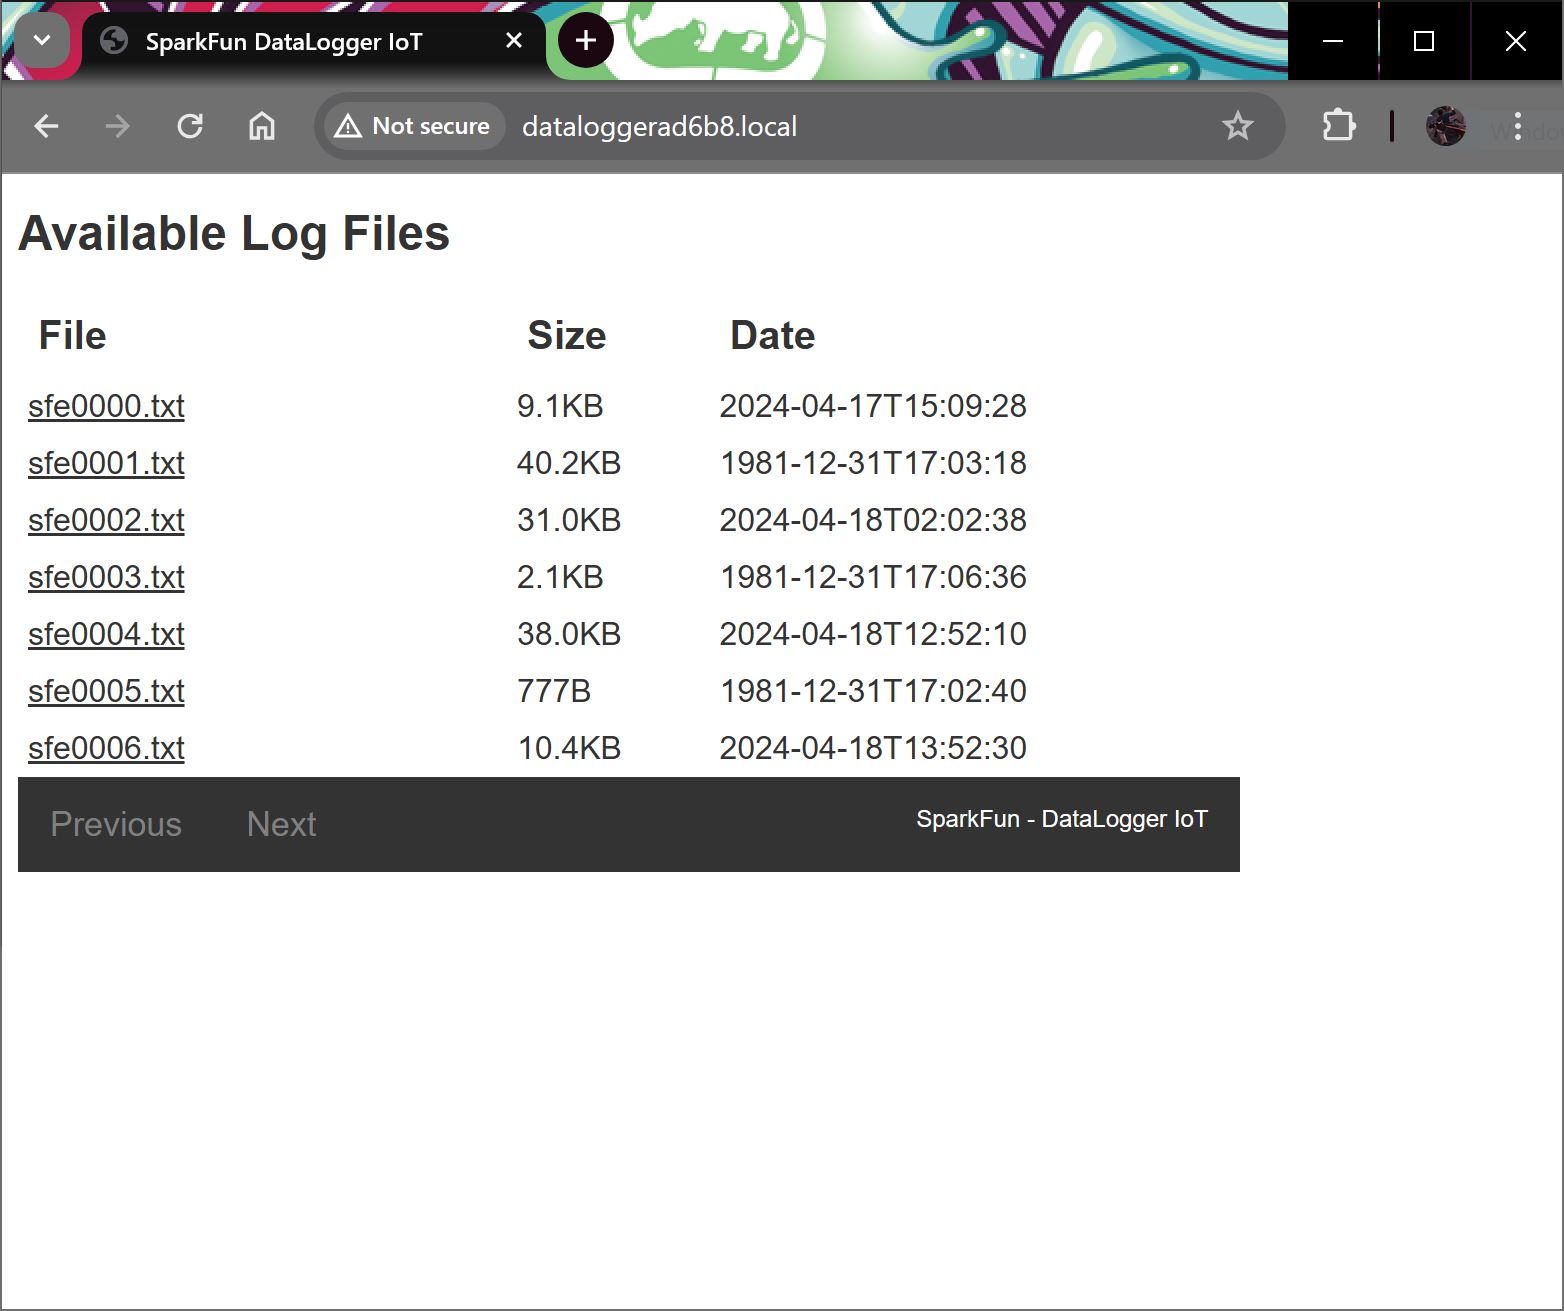 SparkFun DataLogger IoT
Not secure dataloggerad6b8.local
Available Log Files
File Size Date
sfe0000.txt 9.1KB 2024-04-17T15:09:28
sfe0001.txt 40.2KB 1981-12-31T17:03:18
sfe0002.txt 31.0KB 2024-04-18T02:02:38
sfe0003.txt 2.1KB 1981-12-31T17:06:36
sfe0004.txt 38.0KB 2024-04-18T12:52:10
sfe0005.txt 777B 1981-12-31T17:02:40
sfe0006.txt 10.4KB 2024-04-18T13:52:30
Previous Next SparkFun - DataLogger IoT